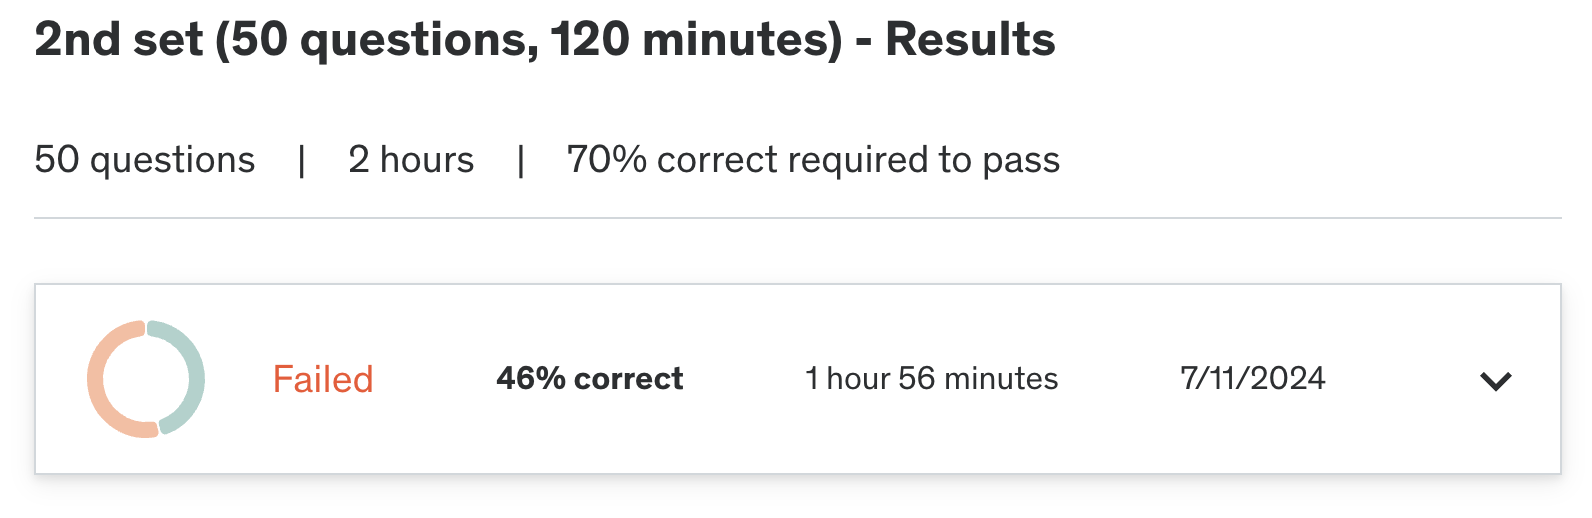 2nd set (50 questions, 120 minutes) - Results
50 questions | 2 hours | 70% correct required to pass
Failed 46% correct 1 hour 56 minutes 7/11/2024